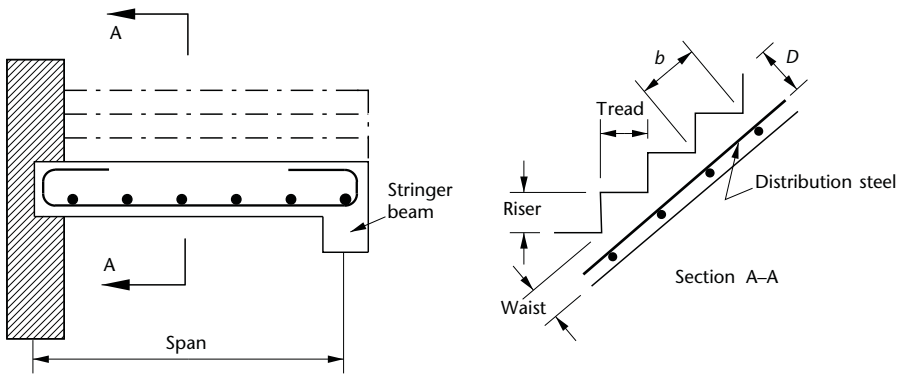 A
A
Stringer
beam
Span
b
D
Tread
Riser
Distribution steel
Waist
Section A–A